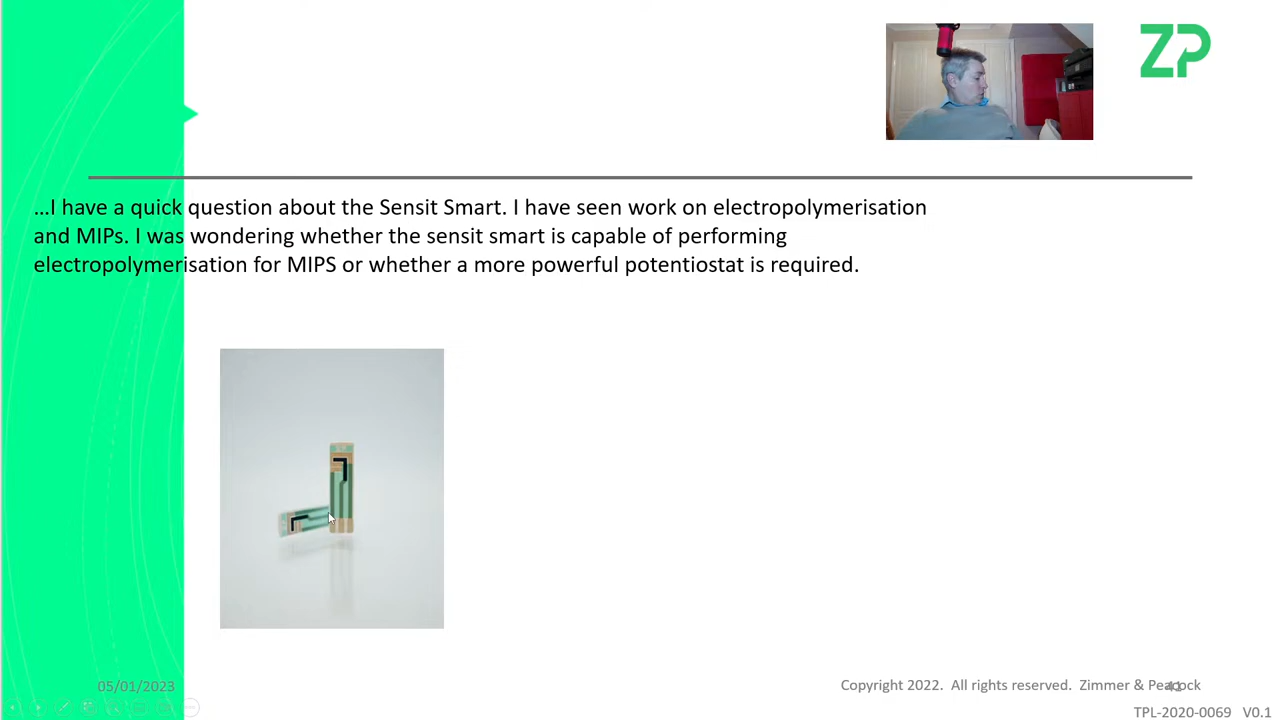 ZP
...I have a quick question about the Sensit Smart. I have seen work on electropolymerisation
and MIPs. I was wondering whether the sensit smart is capable of performing
electropolymerisation for MIPS or whether a more powerful potentiostat is required.
05/01/2023
Copyright 2022. All rights reserved. Zimmer & Peacock
TPL-2020-0069 V0.1